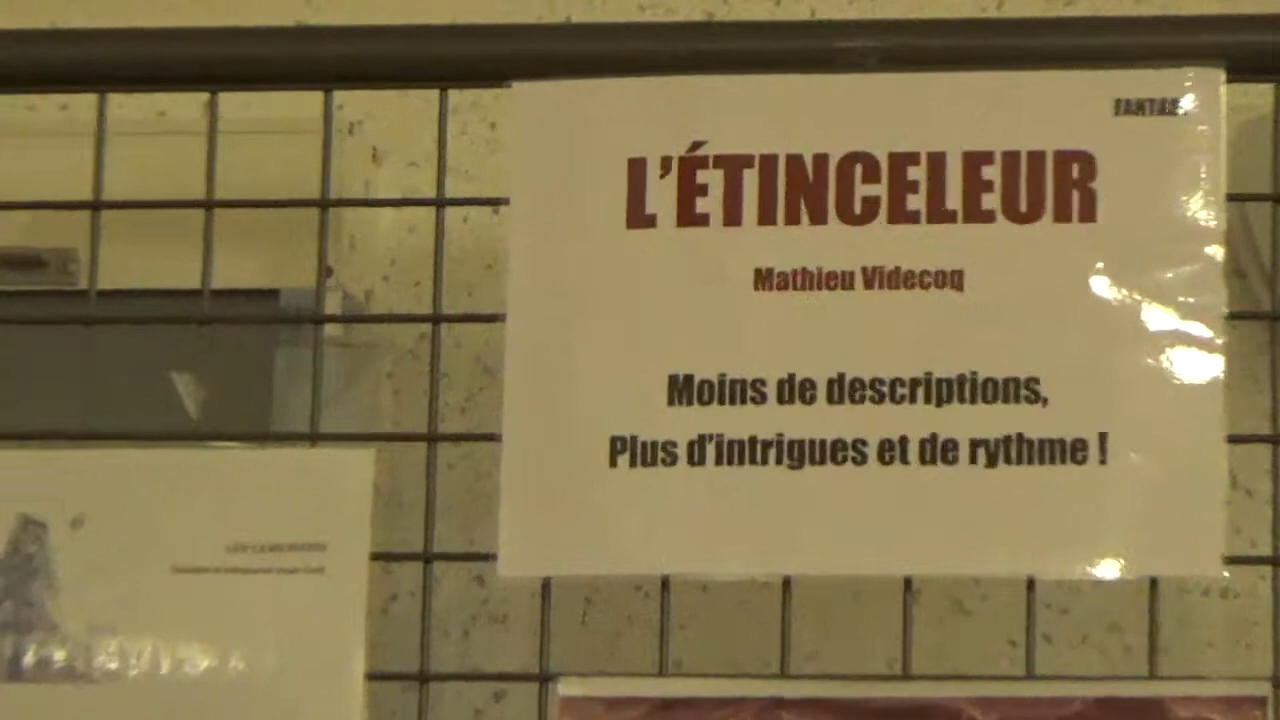 L'ÉTINCELEUR
Mathieu Videcoq
Moins de descriptions,
Plus d'intrigues et de rythme !